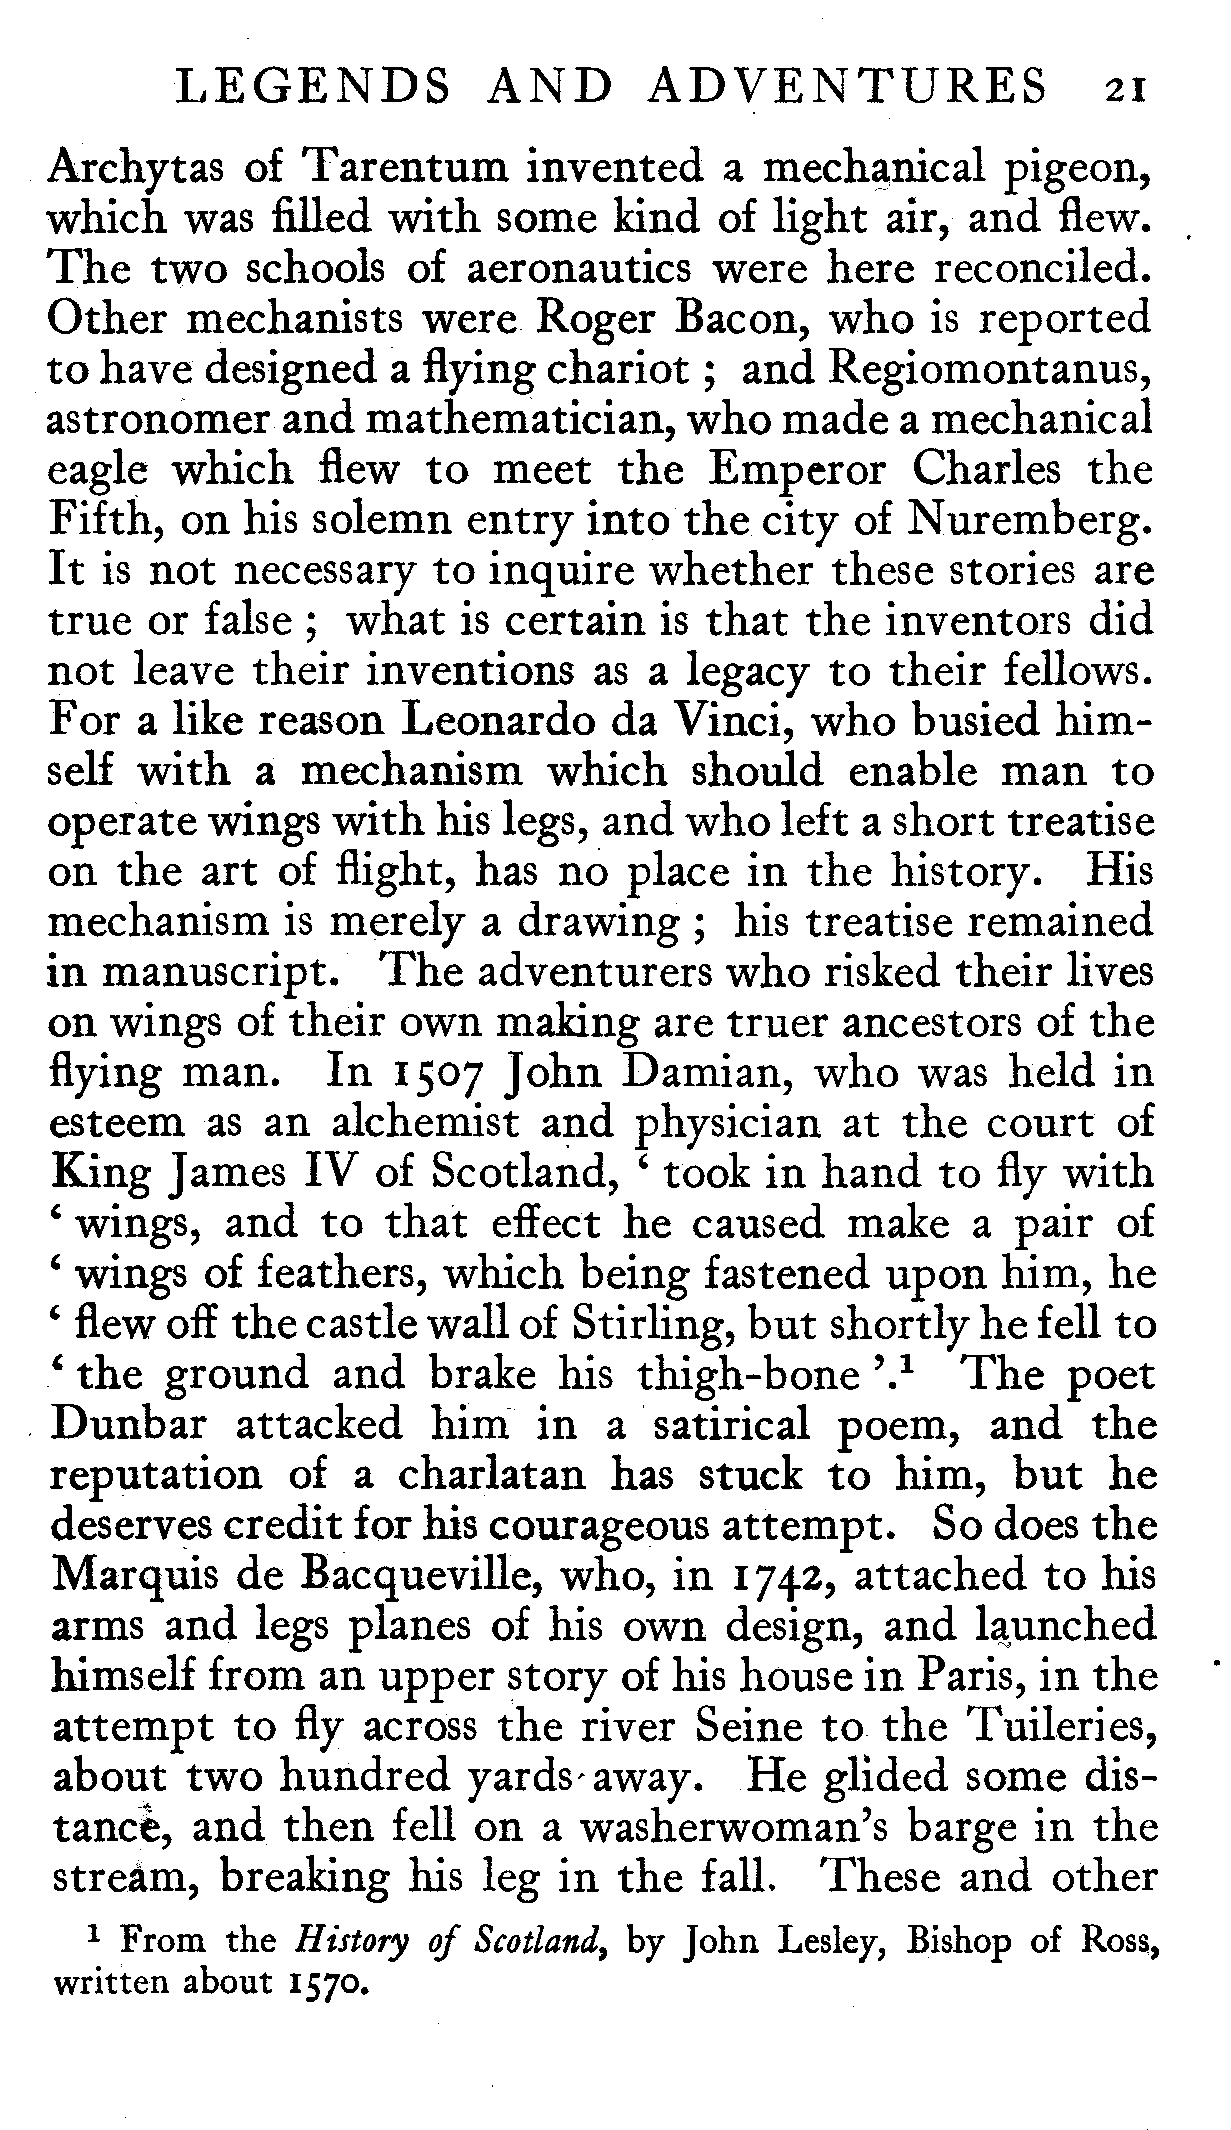 LEGENDS AND ADVENTURES 21
Archytas of Tarentum invented a mechanical pigeon,
which was filled with some kind of light air, and flew.
The two schools of aeronautics were here reconciled.
Other mechanists were Roger Bacon, who is reported
to have designed a flying chariot ; and Regiomontanus,
astronomer and mathematician, who made a mechanical
eagle which flew to meet the Emperor Charles the
Fifth, on his solemn entry into the city of Nuremberg.
It is not necessary to inquire whether these stories are
true or false ; what is certain is that the inventors did
not leave their inventions as a legacy to their fellows.
For a like reason Leonardo da Vinci, who busied him-
self with a mechanism which should enable man to
operate wings with his legs, and who left a short treatise
on the art of flight, has no place in the history. His
mechanism is merely a drawing ; his treatise remained
in manuscript. The adventurers who risked their lives
on wings of their own making are truer ancestors of the
flying man. In 1507 John Damian, who was held in
esteem as an alchemist and physician at the court of
King James IV of Scotland, ‘ took in hand to fly with
‘ wings, and to that effect he caused make a pair of
‘ wings of feathers, which being fastened upon him, he
‘ flew off the castle wall of Stirling, but shortly he fell to
‘ the ground and brake his thigh-bone ’.¹ The poet
Dunbar attacked him in a satirical poem, and the
reputation of a charlatan has stuck to him, but he
deserves credit for his courageous attempt. So does the
Marquis de Bacqueville, who, in 1742, attached to his
arms and legs planes of his own design, and launched
himself from an upper story of his house in Paris, in the
attempt to fly across the river Seine to the Tuileries,
about two hundred yards away. He glided some dis-
tance, and then fell on a washerwoman’s barge in the
stream, breaking his leg in the fall. These and other
¹ From the History of Scotland, by John Lesley, Bishop of Ross,
written about 1570.